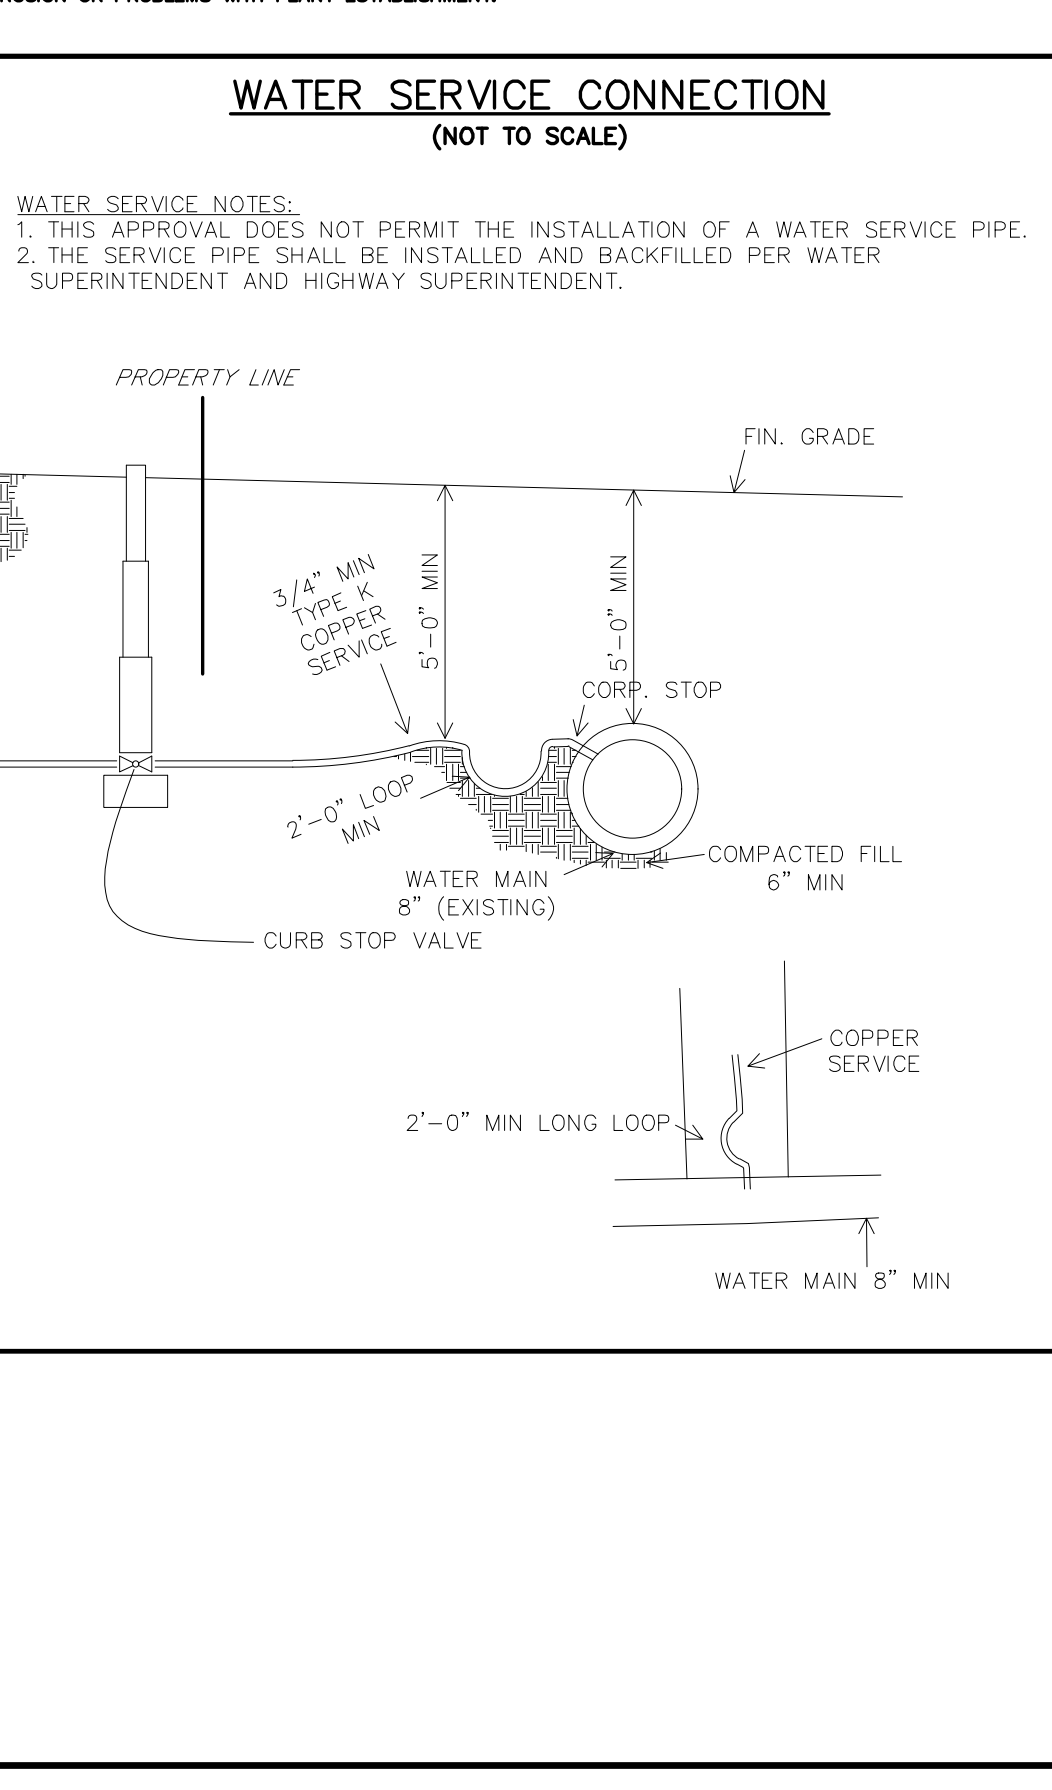 WATER SERVICE CONNECTION
(NOT TO SCALE)
WATER SERVICE NOTES:
1. THIS APPROVAL DOES NOT PERMIT THE INSTALLATION OF A WATER SERVICE PIPE.
2. THE SERVICE PIPE SHALL BE INSTALLED AND BACKFILLED PER WATER
SUPERINTENDENT AND HIGHWAY SUPERINTENDENT.
PROPERTY LINE
FIN. GRADE
3/4" MIN
TYPE K
COPPER
SERVICE
5'-0" MIN
5'-0" MIN
CORP. STOP
2'-0" LOOP
MIN
WATER MAIN
8" (EXISTING)
COMPACTED FILL
6" MIN
CURB STOP VALVE
COPPER
SERVICE
2'-0" MIN LONG LOOP
WATER MAIN 8" MIN